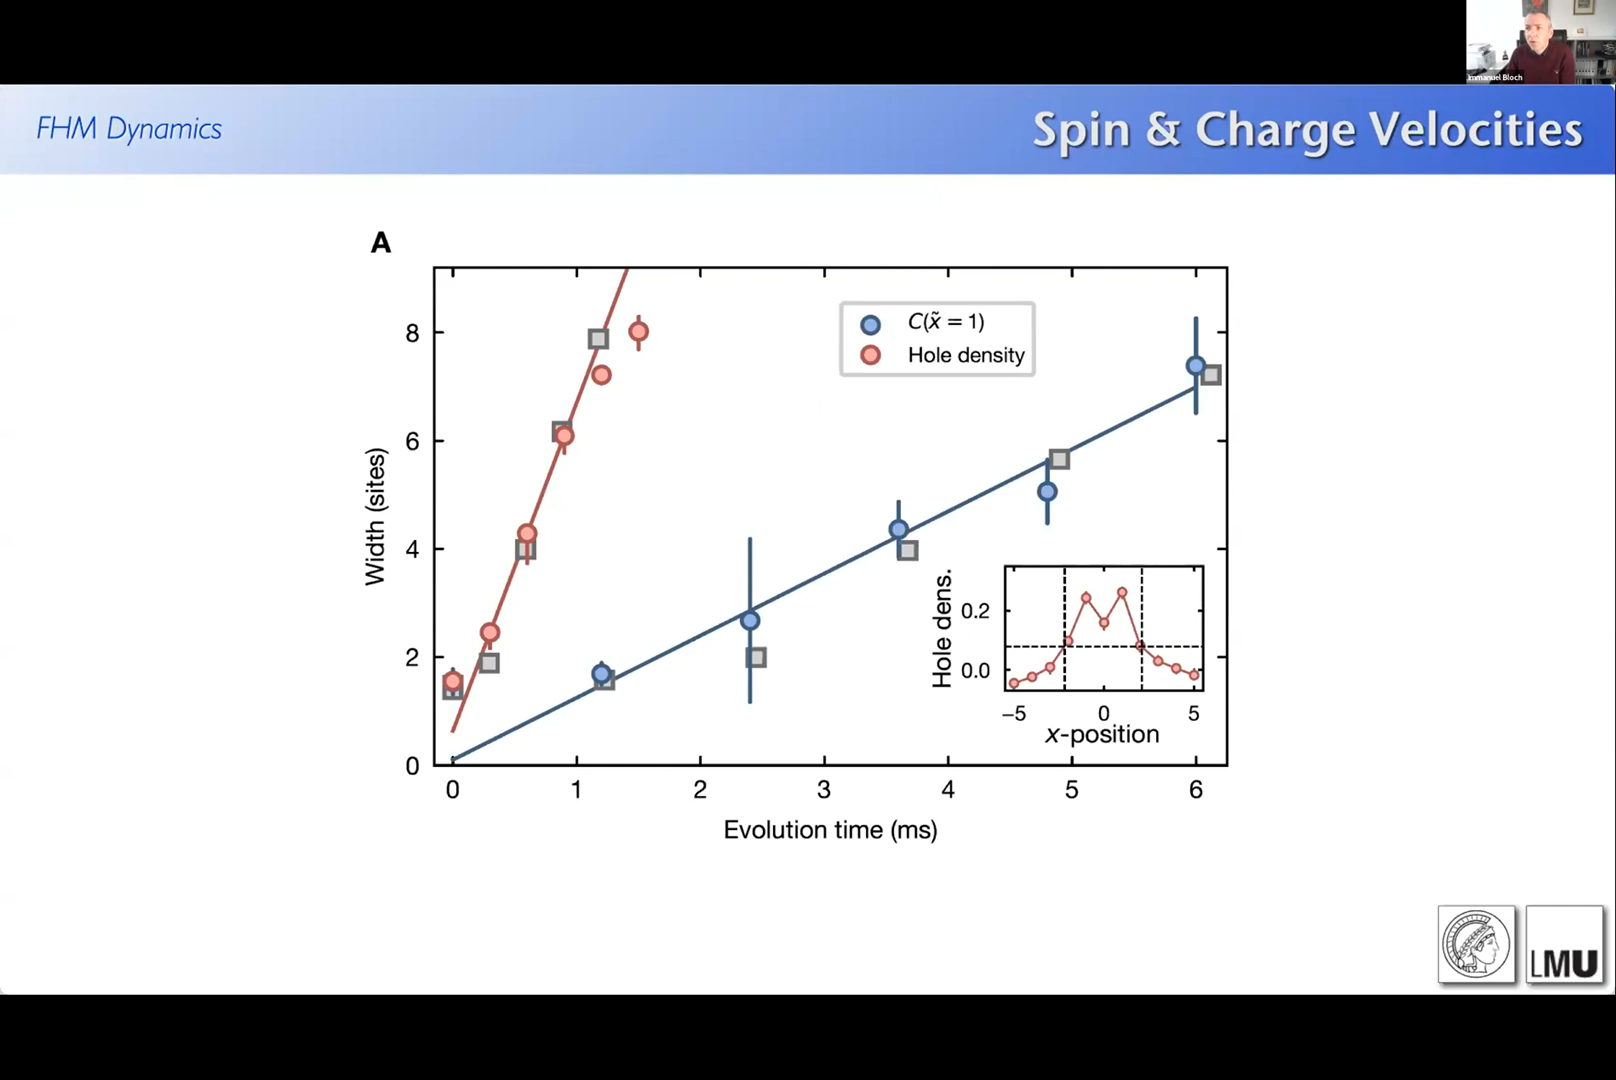 Immanuel Bloch
FHM Dynamics
Spin & Charge Velocities
A
C(x̃ = 1)
Hole density
Width (sites)
8
6
4
2
0
0 1 2 3 4 5 6
Evolution time (ms)
Hole dens.
0.2
0.0
−5 0 5
x-position
LMU